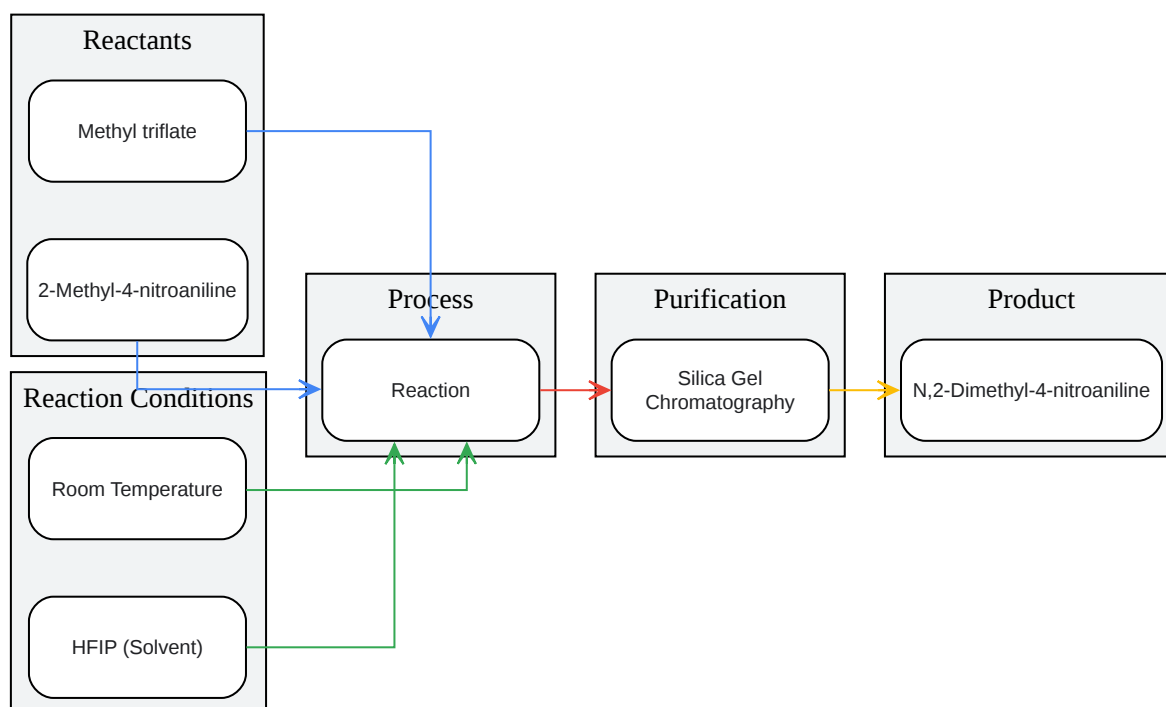 Reactants
Methyl triflate
2-Methyl-4-nitroaniline
Reaction Conditions
Room Temperature
HFIP (Solvent)
Process
Reaction
Purification
Silica Gel
Chromatography
Product
N,2-Dimethyl-4-nitroaniline